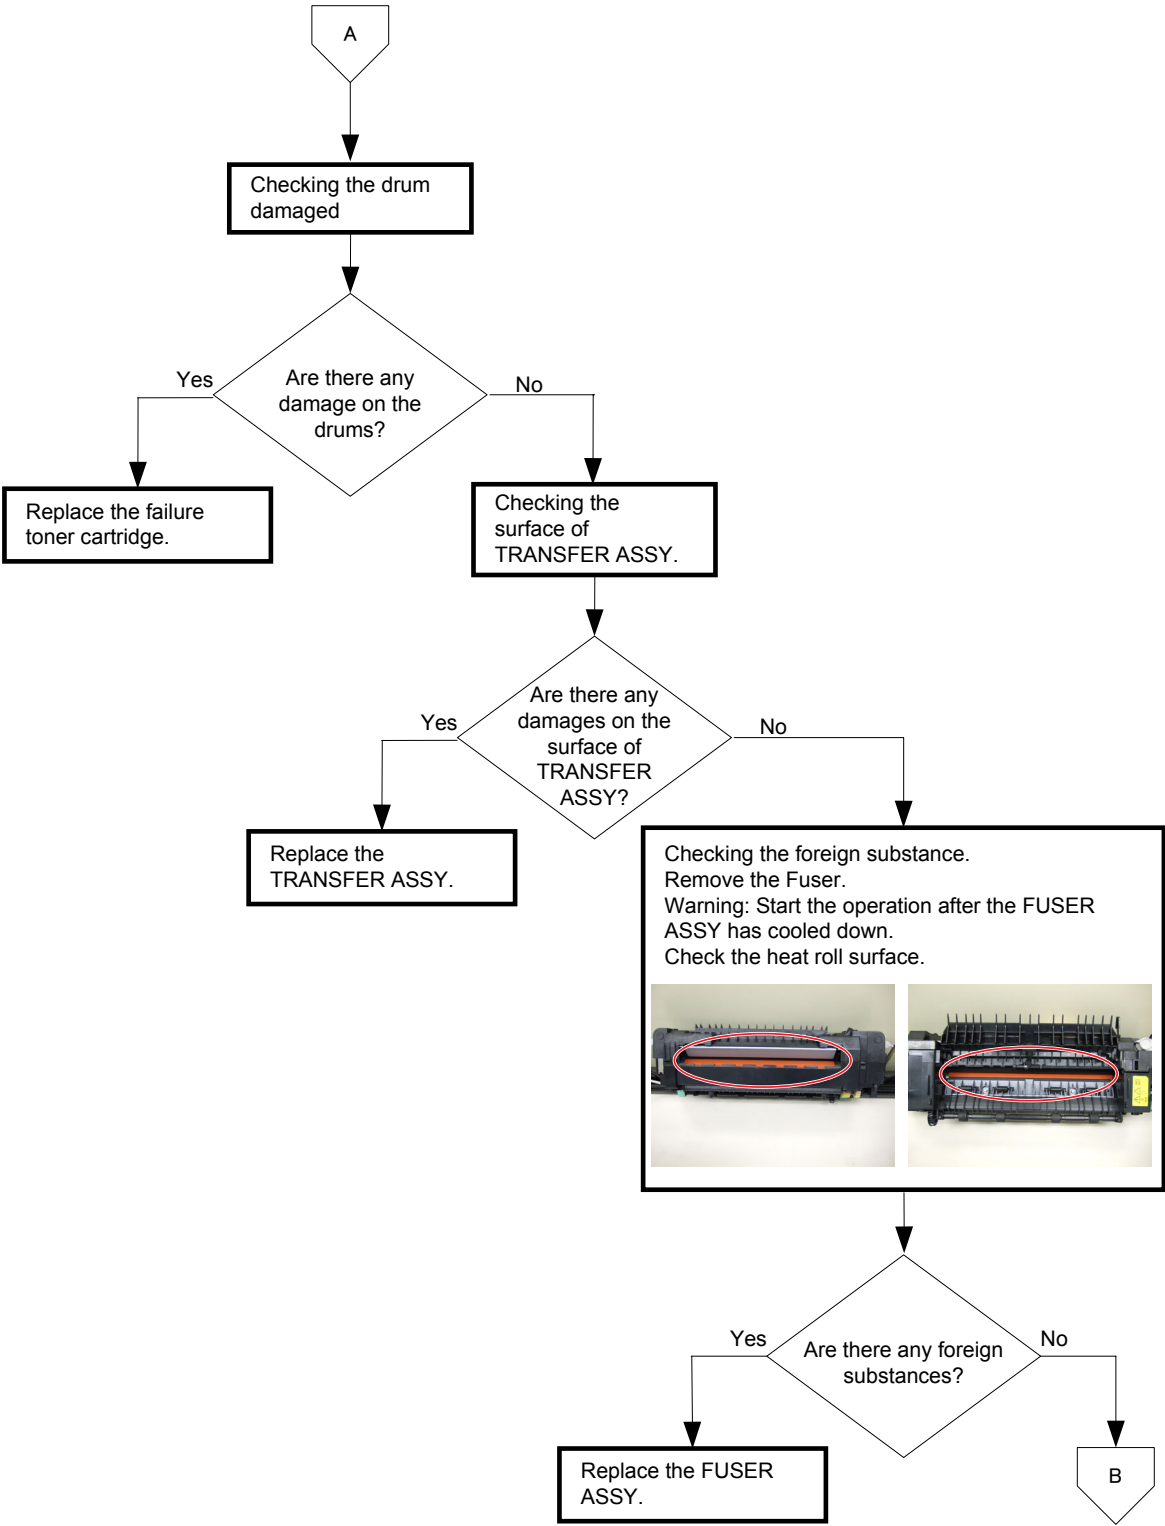 A
Checking the drum
damaged
Are there any
damage on the
drums?
Yes
No
Replace the failure
toner cartridge.
Checking the
surface of
TRANSFER ASSY.
Are there any
damages on the
surface of
TRANSFER
ASSY?
Yes
No
Replace the
TRANSFER ASSY.
Checking the foreign substance.
Remove the Fuser.
Warning: Start the operation after the FUSER
ASSY has cooled down.
Check the heat roll surface.
Are there any foreign
substances?
Yes
No
Replace the FUSER
ASSY.
B